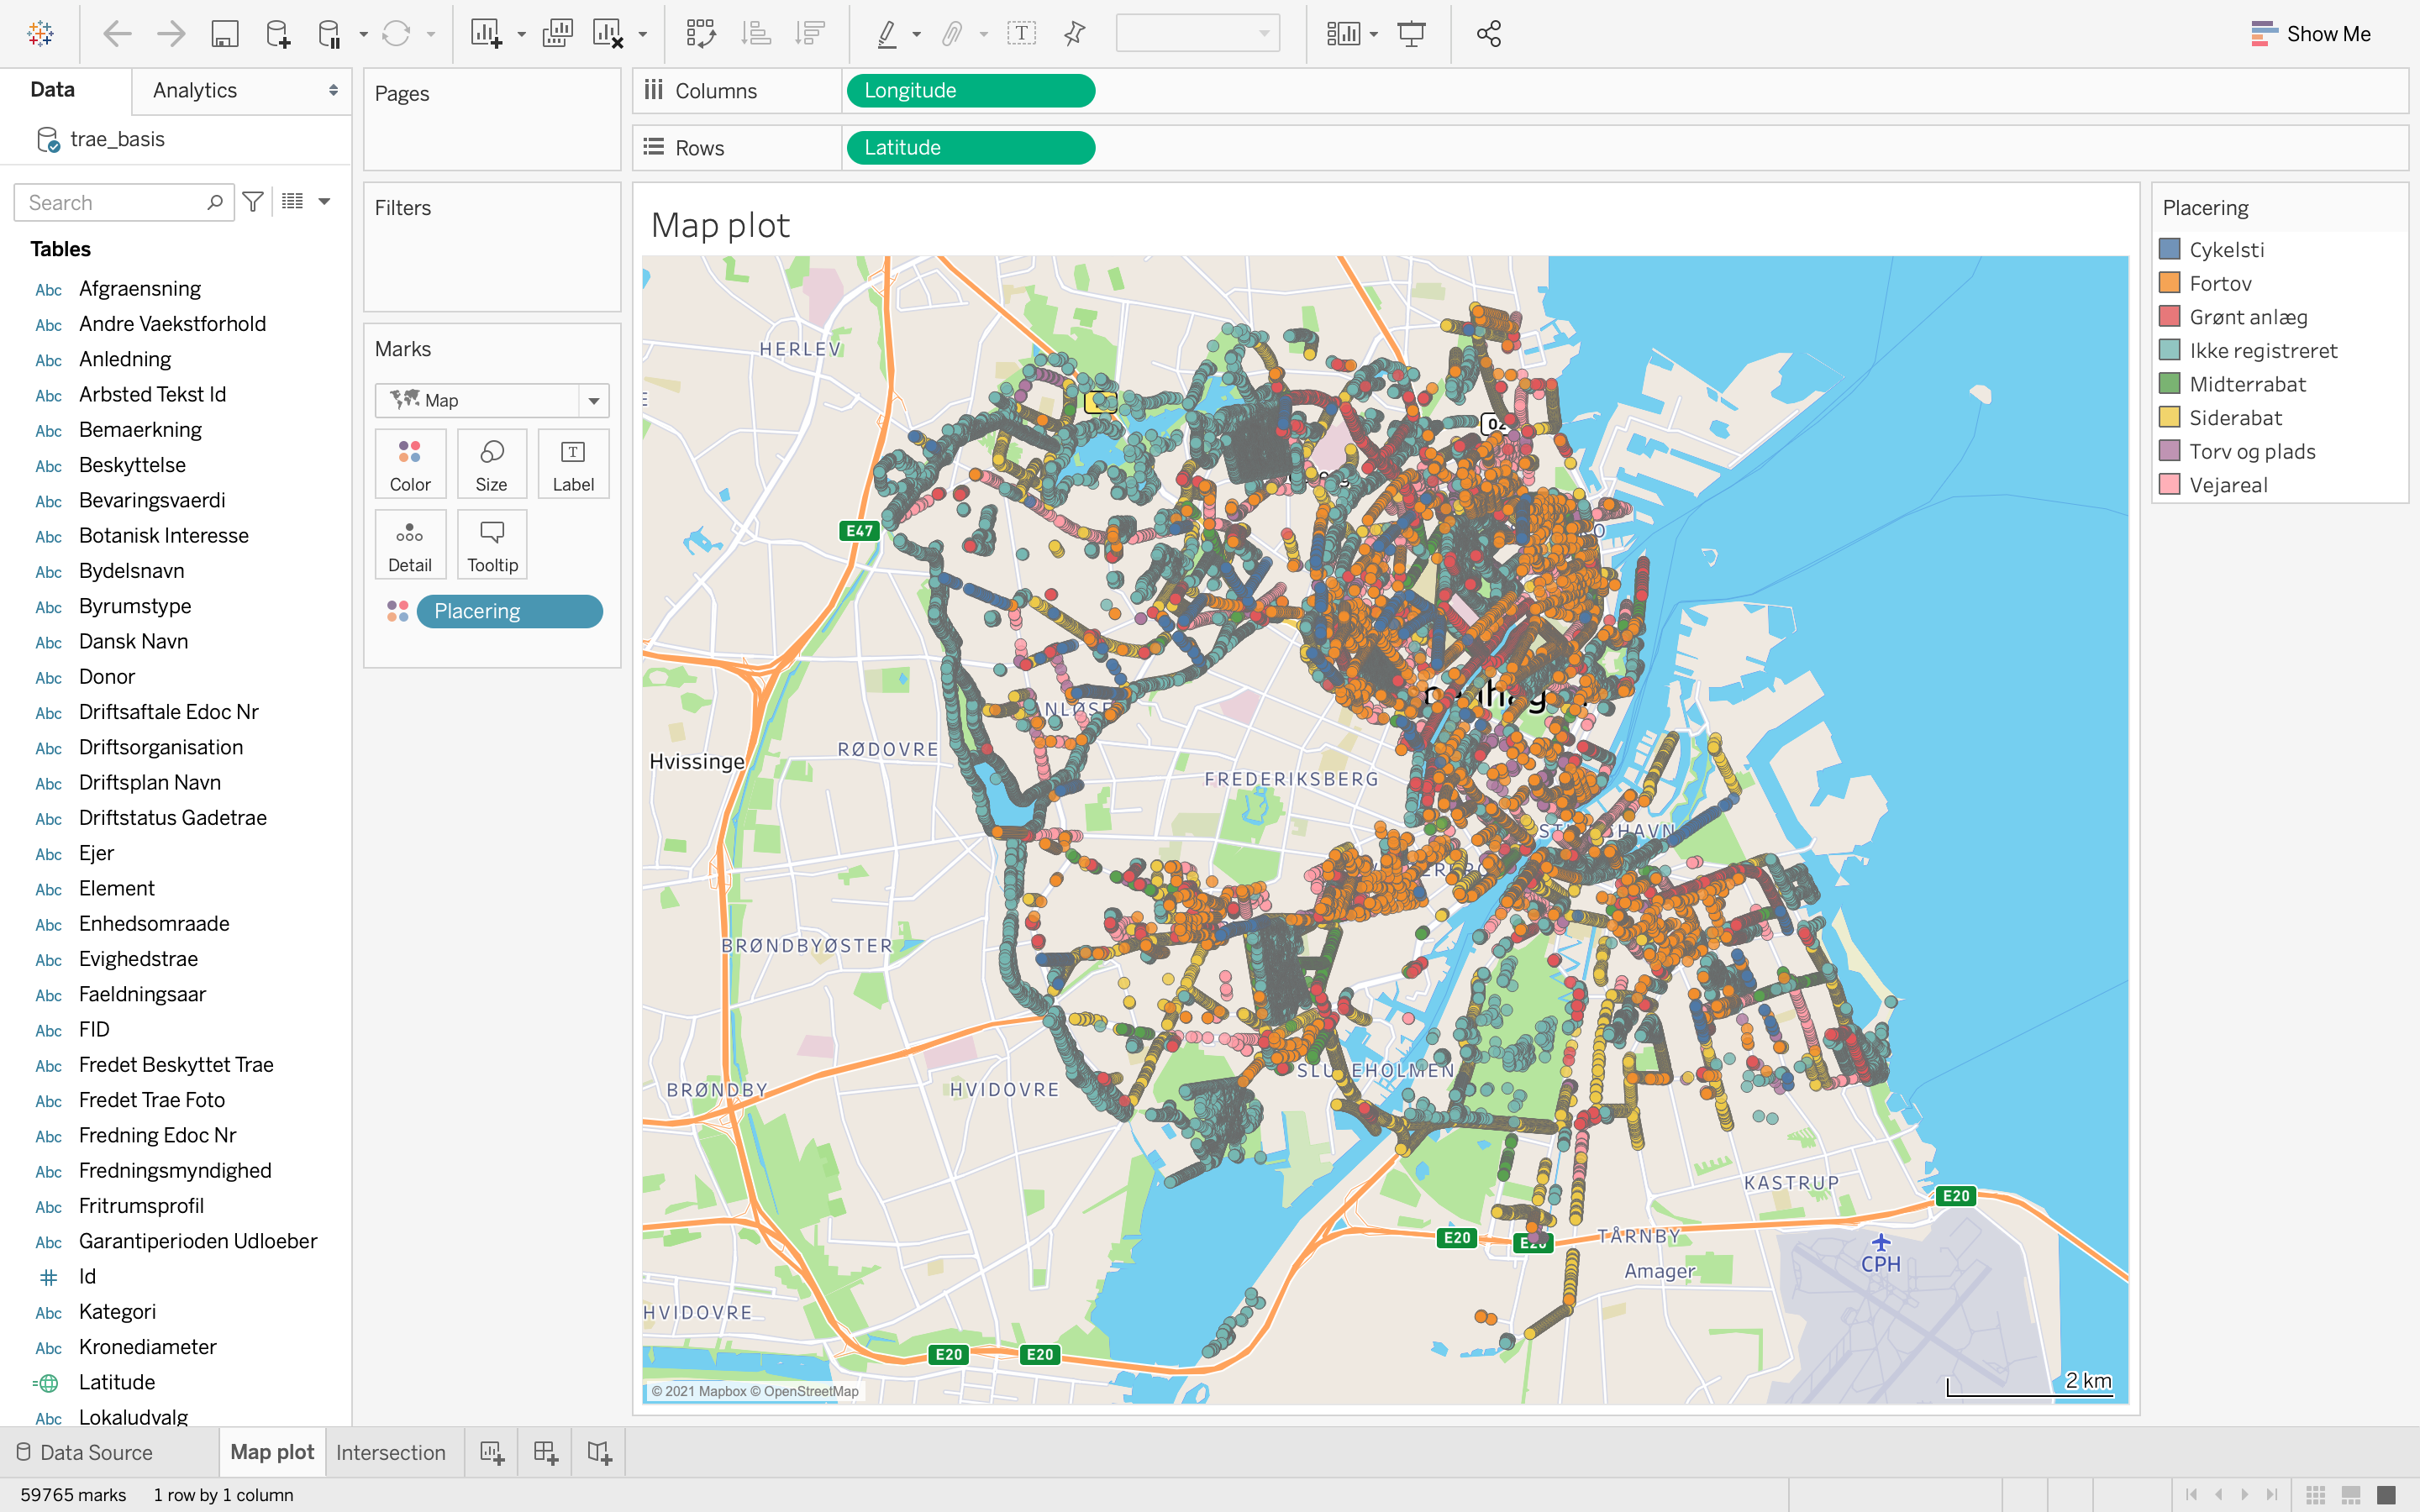 Show Me
Data
Analytics
trae_basis
Search
Tables
Abc Afgraensning
Abc Andre Vaekstforhold
Abc Anledning
Abc Arbsted Tekst Id
Abc Bemaerkning
Abc Beskyttelse
Abc Bevaringsvaerdi
Abc Botanisk Interesse
Abc Bydelsnavn
Abc Byrumstype
Abc Dansk Navn
Abc Donor
Abc Driftsaftale Edoc Nr
Abc Driftsorganisation
Abc Driftsplan Navn
Abc Driftstatus Gadetrae
Abc Ejer
Abc Element
Abc Enhedsomraade
Abc Evighedstrae
Abc Faeldningsaar
Abc FID
Abc Fredet Beskyttet Trae
Abc Fredet Trae Foto
Abc Fredning Edoc Nr
Abc Fredningsmyndighed
Abc Fritrumsprofil
Abc Garantiperioden Udloeber
# Id
Abc Kategori
Abc Kronediameter
Latitude
Abc Lokaludvalg
Pages
Filters
Marks
Map
Color
Size
T
Label
Detail
Tooltip
Placering
Columns
Longitude
Rows
Latitude
Map plot
HERLEV
02
E47
RØDOVRE
Hvissinge
FREDERIKSBERG
BRØNDBYØSTER
BRØNDBY
HVIDOVRE
KASTRUP
E20
E20
E20
TÅRNBY
CPH
Amager
HVIDOVRE
E20
E20
© 2021 Mapbox © OpenStreetMap
2 km
Placering
Cykelsti
Fortov
Grønt anlæg
Ikke registreret
Midterrabat
Siderabat
Torv og plads
Vejareal
Data Source
Map plot
Intersection
59765 marks
1 row by 1 column